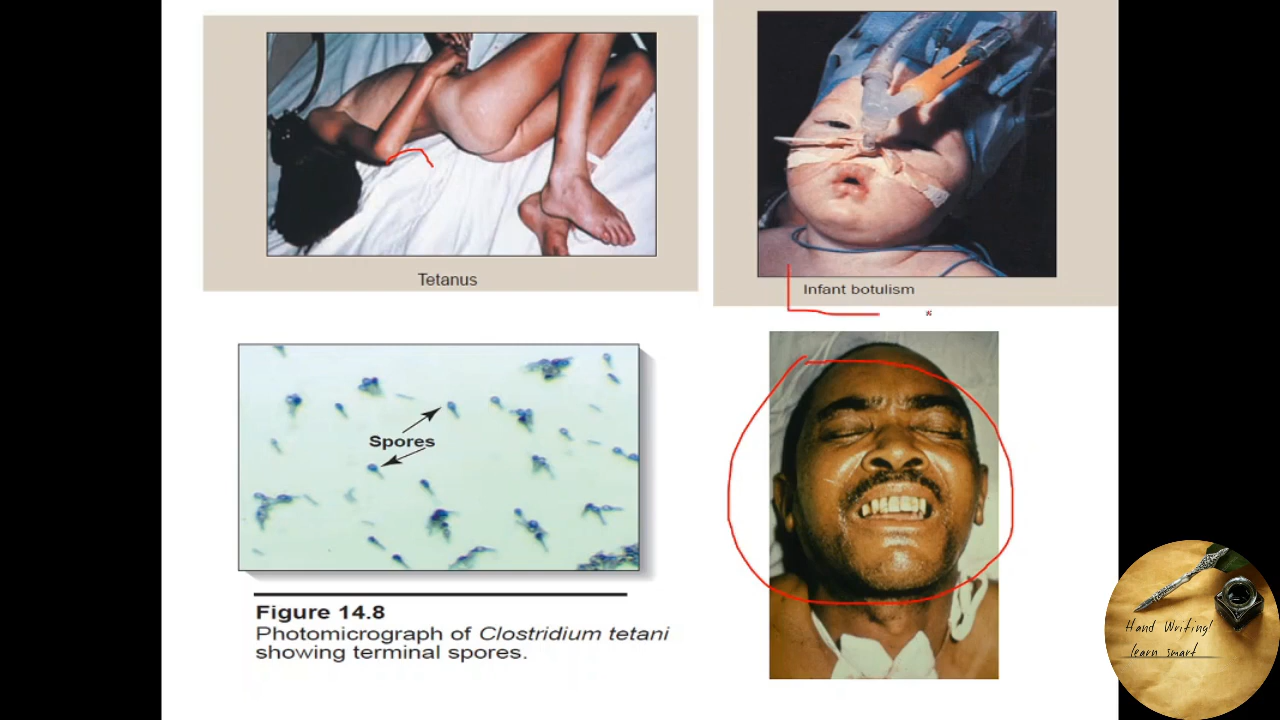 Tetanus
Infant botulism
*
Spores
Figure 14.8
Photomicrograph of Clostridium tetani
showing terminal spores.
Hand Writing!
learn smart